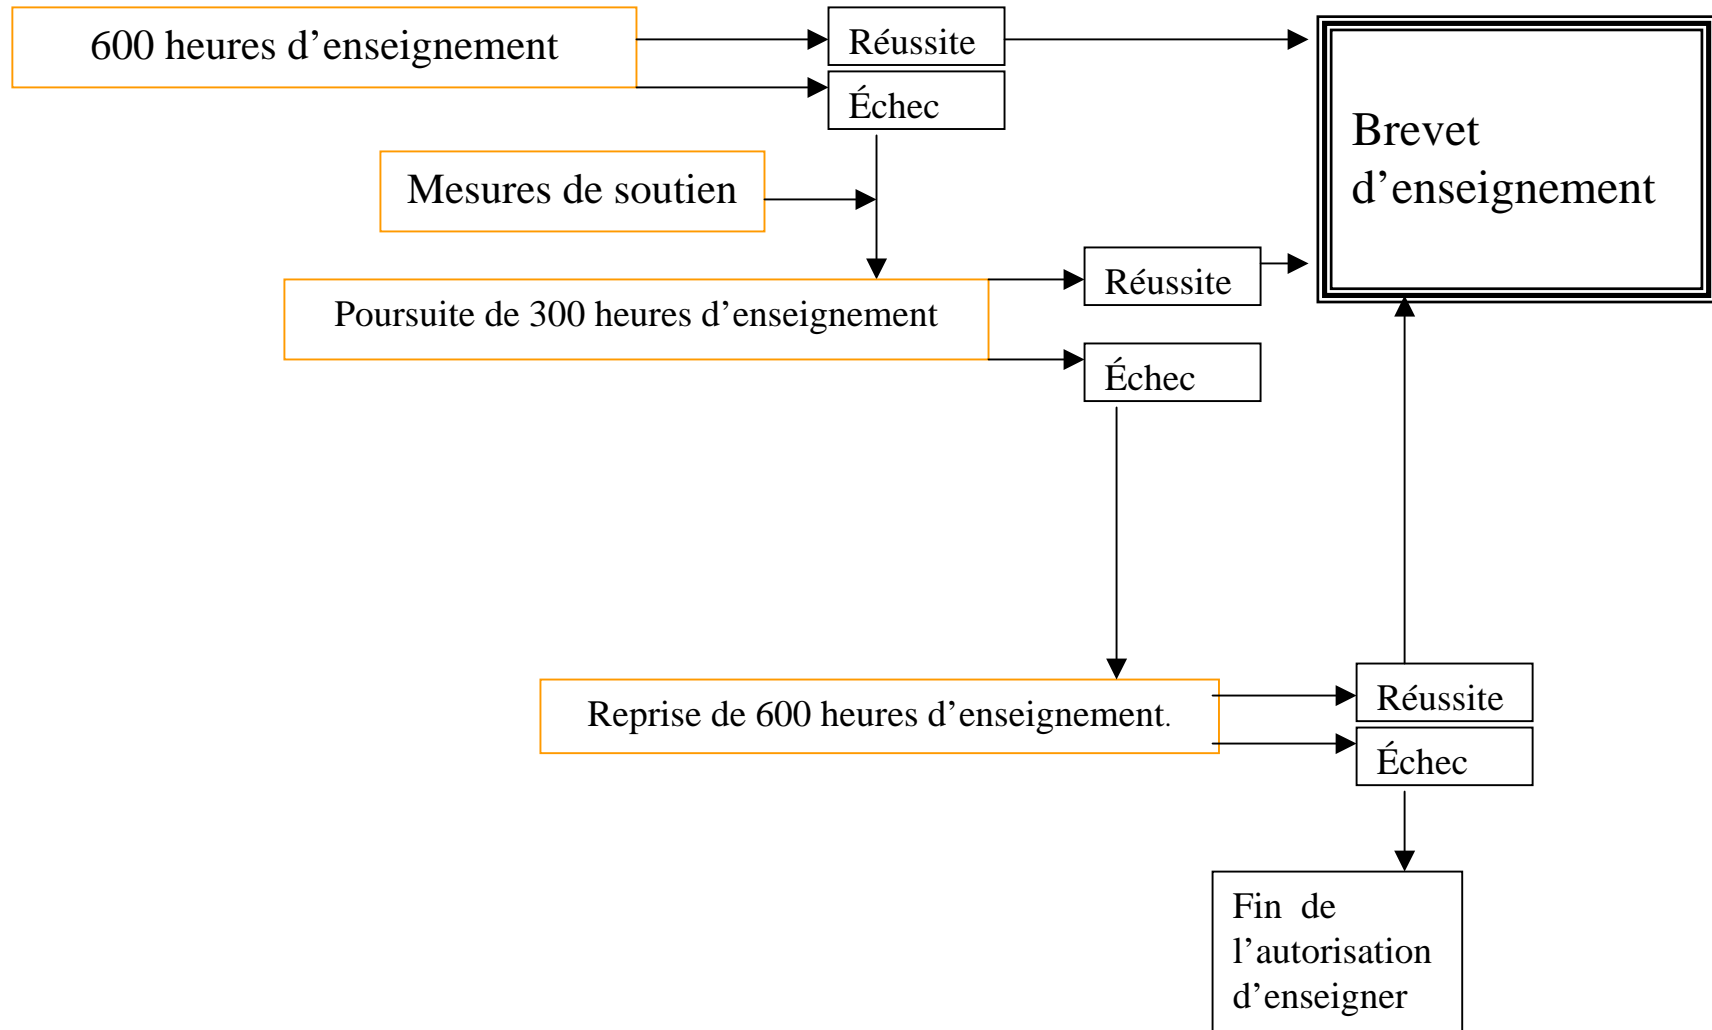 600 heures d’enseignement
Réussite
Échec
Brevet
d’enseignement
Mesures de soutien
Poursuite de 300 heures d’enseignement
Réussite
Échec
Reprise de 600 heures d’enseignement.
Réussite
Échec
Fin de
l’autorisation
d’enseigner